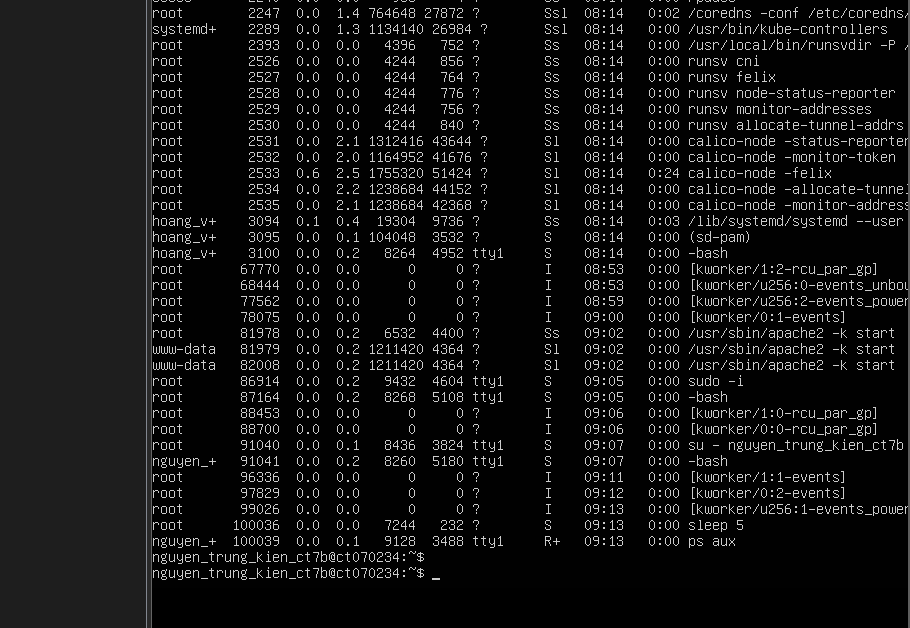 root 2247 0.0 1.4 764648 27872 ? Ssl 08:14 0:02 /coredns -conf /etc/coredns/
systemd+ 2289 0.0 1.3 1134140 26984 ? Ssl 08:14 0:00 /usr/bin/kube-controllers
root 2393 0.0 0.0 4396 752 ? Ss 08:14 0:00 /usr/local/bin/runsvdir -P /
root 2526 0.0 0.0 4244 856 ? Ss 08:14 0:00 runsv cni
root 2527 0.0 0.0 4244 764 ? Ss 08:14 0:00 runsv felix
root 2528 0.0 0.0 4244 776 ? Ss 08:14 0:00 runsv node-status-reporter
root 2529 0.0 0.0 4244 756 ? Ss 08:14 0:00 runsv monitor-addresses
root 2530 0.0 0.0 4244 840 ? Ss 08:14 0:00 runsv allocate-tunnel-addrs
root 2531 0.0 2.1 1312416 43644 ? Sl 08:14 0:00 calico-node -status-reporter
root 2532 0.0 2.0 1164952 41676 ? Sl 08:14 0:00 calico-node -monitor-token
root 2533 0.6 2.5 1755320 51424 ? Sl 08:14 0:24 calico-node -felix
root 2534 0.0 2.2 1238684 44152 ? Sl 08:14 0:00 calico-node -allocate-tunne
root 2535 0.0 2.1 1238684 42368 ? Sl 08:14 0:00 calico-node -monitor-address
hoang_v+ 3094 0.1 0.4 19304 9736 ? Ss 08:14 0:03 /lib/systemd/systemd --user
hoang_v+ 3095 0.0 0.1 104048 3532 ? S 08:14 0:00 (sd-pam)
hoang_v+ 3100 0.0 0.2 8264 4952 tty1 S 08:14 0:00 -bash
root 67770 0.0 0.0 0 0 ? I 08:53 0:00 [kworker/1:2-rcu_par_gp]
root 68444 0.0 0.0 0 0 ? I 08:53 0:00 [kworker/u256:0-events_unbou
root 77562 0.0 0.0 0 0 ? I 08:59 0:00 [kworker/u256:2-events_power
root 78075 0.0 0.0 0 0 ? I 09:00 0:00 [kworker/0:1-events]
root 81978 0.0 0.2 6532 4400 ? Ss 09:02 0:00 /usr/sbin/apache2 -k start
www-data 81979 0.0 0.2 1211420 4364 ? Sl 09:02 0:00 /usr/sbin/apache2 -k start
www-data 82008 0.0 0.2 1211420 4364 ? Sl 09:02 0:00 /usr/sbin/apache2 -k start
root 86914 0.0 0.2 9432 4604 tty1 S 09:05 0:00 sudo -i
root 87164 0.0 0.2 8268 5108 tty1 S 09:05 0:00 -bash
root 88453 0.0 0.0 0 0 ? I 09:06 0:00 [kworker/1:0-rcu_par_gp]
root 88700 0.0 0.0 0 0 ? I 09:06 0:00 [kworker/0:0-rcu_par_gp]
root 91040 0.0 0.1 8436 3824 tty1 S 09:07 0:00 su - nguyen_trung_kien_ct7b
nguyen_+ 91041 0.0 0.2 8260 5180 tty1 S 09:07 0:00 -bash
root 96336 0.0 0.0 0 0 ? I 09:11 0:00 [kworker/1:1-events]
root 97829 0.0 0.0 0 0 ? I 09:12 0:00 [kworker/0:2-events]
root 99026 0.0 0.0 0 0 ? I 09:13 0:00 [kworker/u256:1-events_power
root 100036 0.0 0.0 7244 232 ? S 09:13 0:00 sleep 5
nguyen_+ 100039 0.0 0.1 9128 3488 tty1 R+ 09:13 0:00 ps aux
nguyen_trung_kien_ct7b@ct070234:~$
nguyen_trung_kien_ct7b@ct070234:~$ _